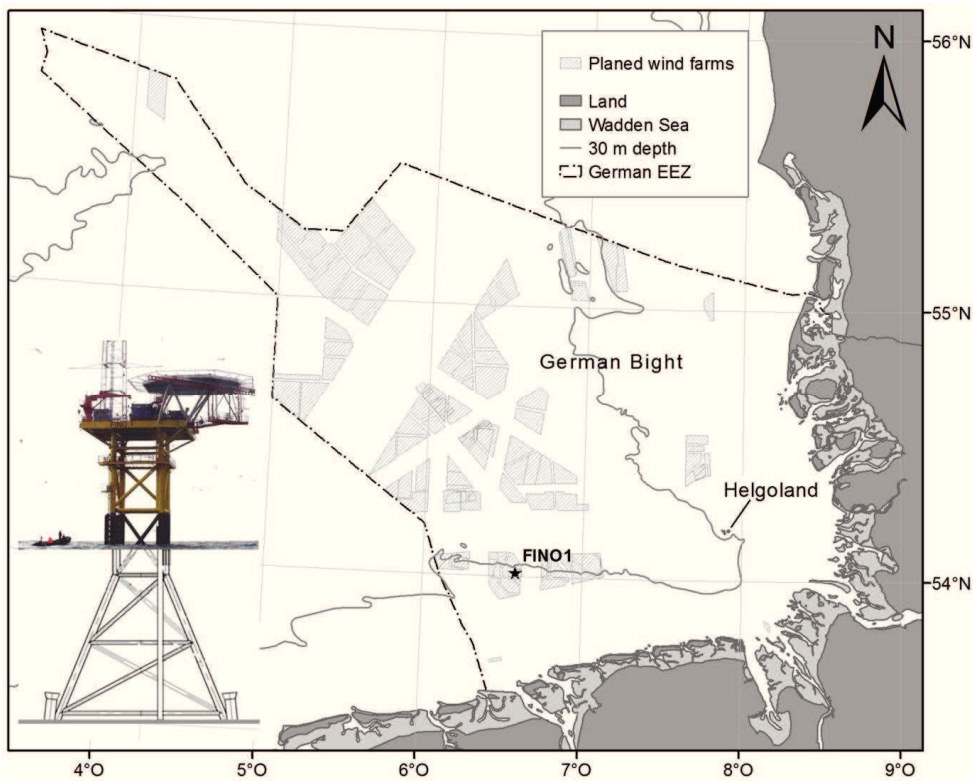 56°N
N
Planed wind farms
Land
Wadden Sea
30 m depth
German EEZ
55°N
German Bight
Helgoland
FINO1
54°N
4°O
5°O
6°O
7°O
8°O
9°O